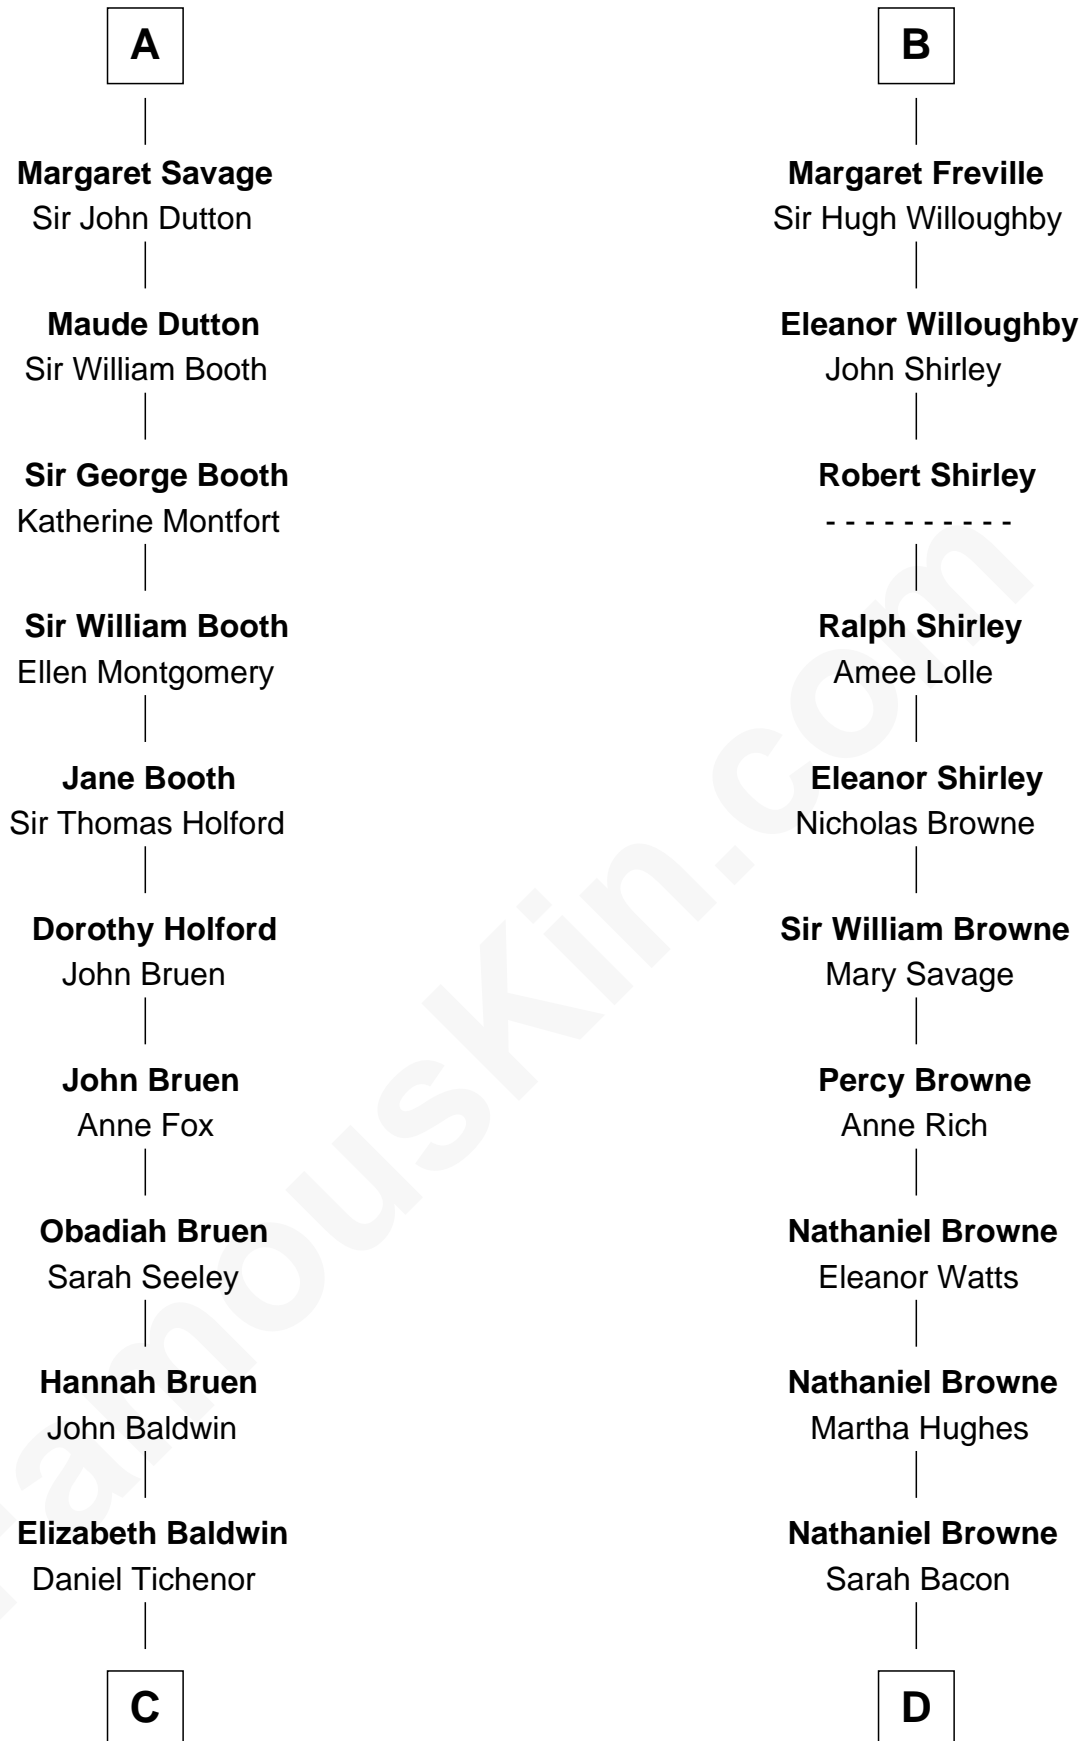 A
Margaret Savage
Sir John Dutton
Maude Dutton
Sir William Booth
Sir George Booth
Katherine Montfort
Sir William Booth
Ellen Montgomery
Jane Booth
Sir Thomas Holford
Dorothy Holford
John Bruen
John Bruen
Anne Fox
Obadiah Bruen
Sarah Seeley
Hannah Bruen
John Baldwin
Elizabeth Baldwin
Daniel Tichenor
C
B
Margaret Freville
Sir Hugh Willoughby
Eleanor Willoughby
John Shirley
Robert Shirley
- - - - - - - - - -
Ralph Shirley
Amee Lolle
Eleanor Shirley
Nicholas Browne
Sir William Browne
Mary Savage
Percy Browne
Anne Rich
Nathaniel Browne
Eleanor Watts
Nathaniel Browne
Martha Hughes
Nathaniel Browne
Sarah Bacon
D
FamousKin.com